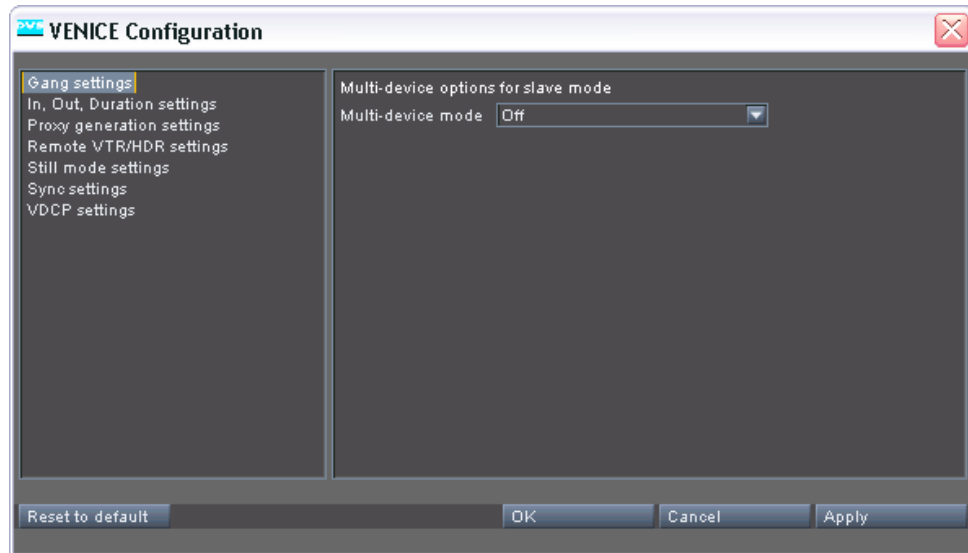 DVS VENICE Configuration
Gang settings
In, Out, Duration settings
Proxy generation settings
Remote VTR/HDR settings
Still mode settings
Sync settings
VDCP settings
Multi-device options for slave mode
Multi-device mode Off
Reset to default OK Cancel Apply